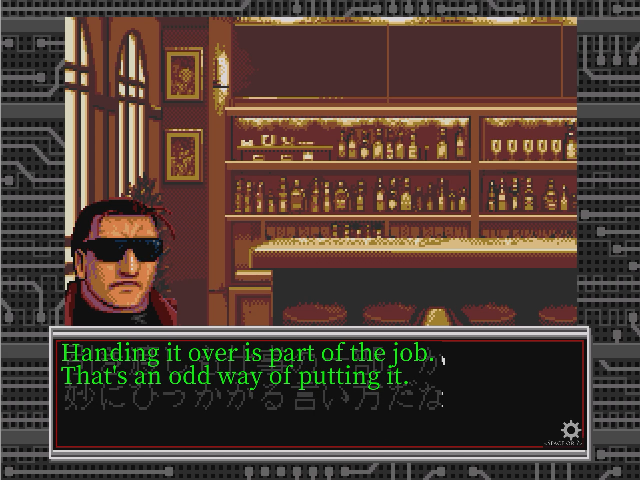 Handing it over is part of the job.
That's an odd way of putting it.
妙にひっかかる言い方だな